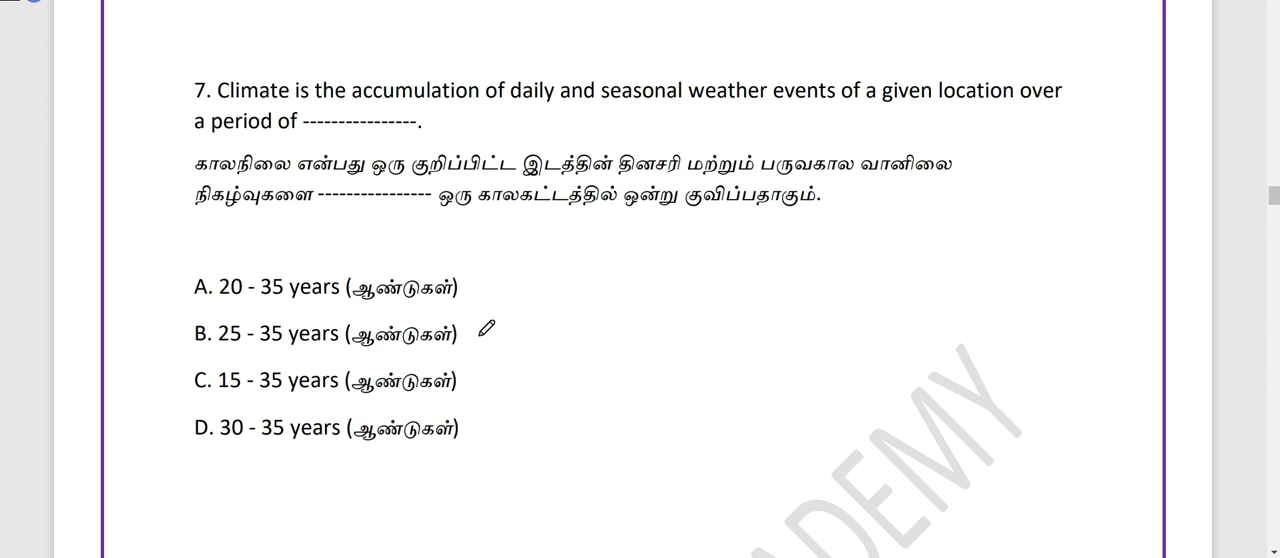 7. Climate is the accumulation of daily and seasonal weather events of a given location over
a period of ----------------.
காலநிலை என்பது ஒரு குறிப்பிட்ட இடத்தின் தினசரி மற்றும் பருவகால வானிலை
நிகழ்வுகளை ---------------- ஒரு காலகட்டத்தில் ஒன்று குவிப்பதாகும்.
A. 20 - 35 years (ஆண்டுகள்)
B. 25 - 35 years (ஆண்டுகள்)
C. 15 - 35 years (ஆண்டுகள்)
D. 30 - 35 years (ஆண்டுகள்)